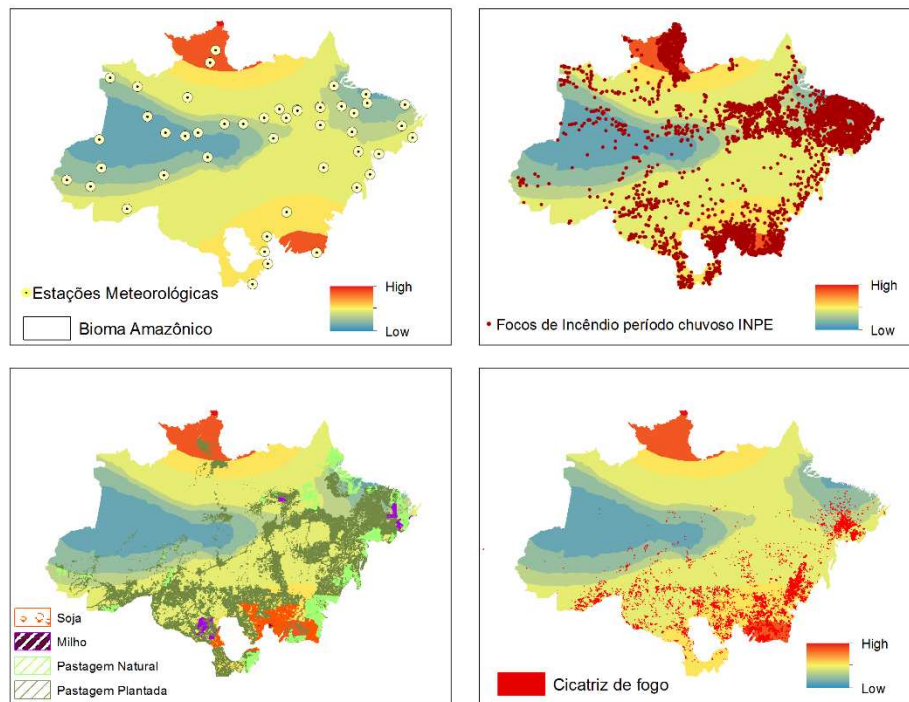 Estações Meteorológicas
Bioma Amazônico
High
Low
Focos de Incêndio período chuvoso INPE
High
Low
Soja
Milho
Pastagem Natural
Pastagem Plantada
Cicatriz de fogo
High
Low